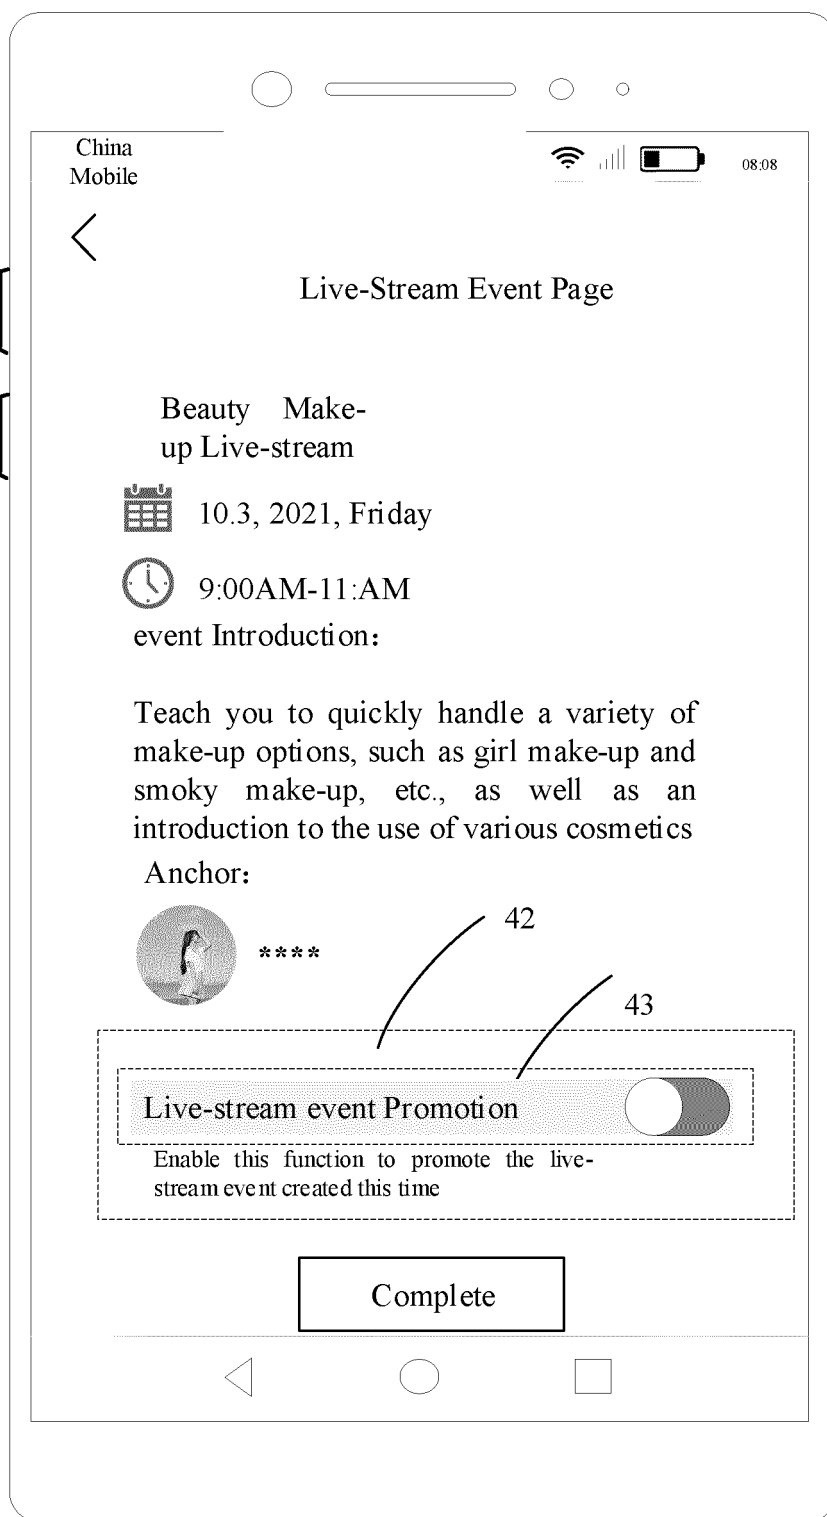 China
Mobile
08:08
Live-Stream Event Page
Beauty Make-
up Live-stream
10.3, 2021, Friday
9:00AM-11:AM
event Introduction：
Teach you to quickly handle a variety of
make-up options, such as girl make-up and
smoky make-up, etc., as well as an
introduction to the use of various cosmetics
Anchor：
****
42
43
Live-stream event Promotion
Enable this function to promote the live-
stream event created this time
Complete